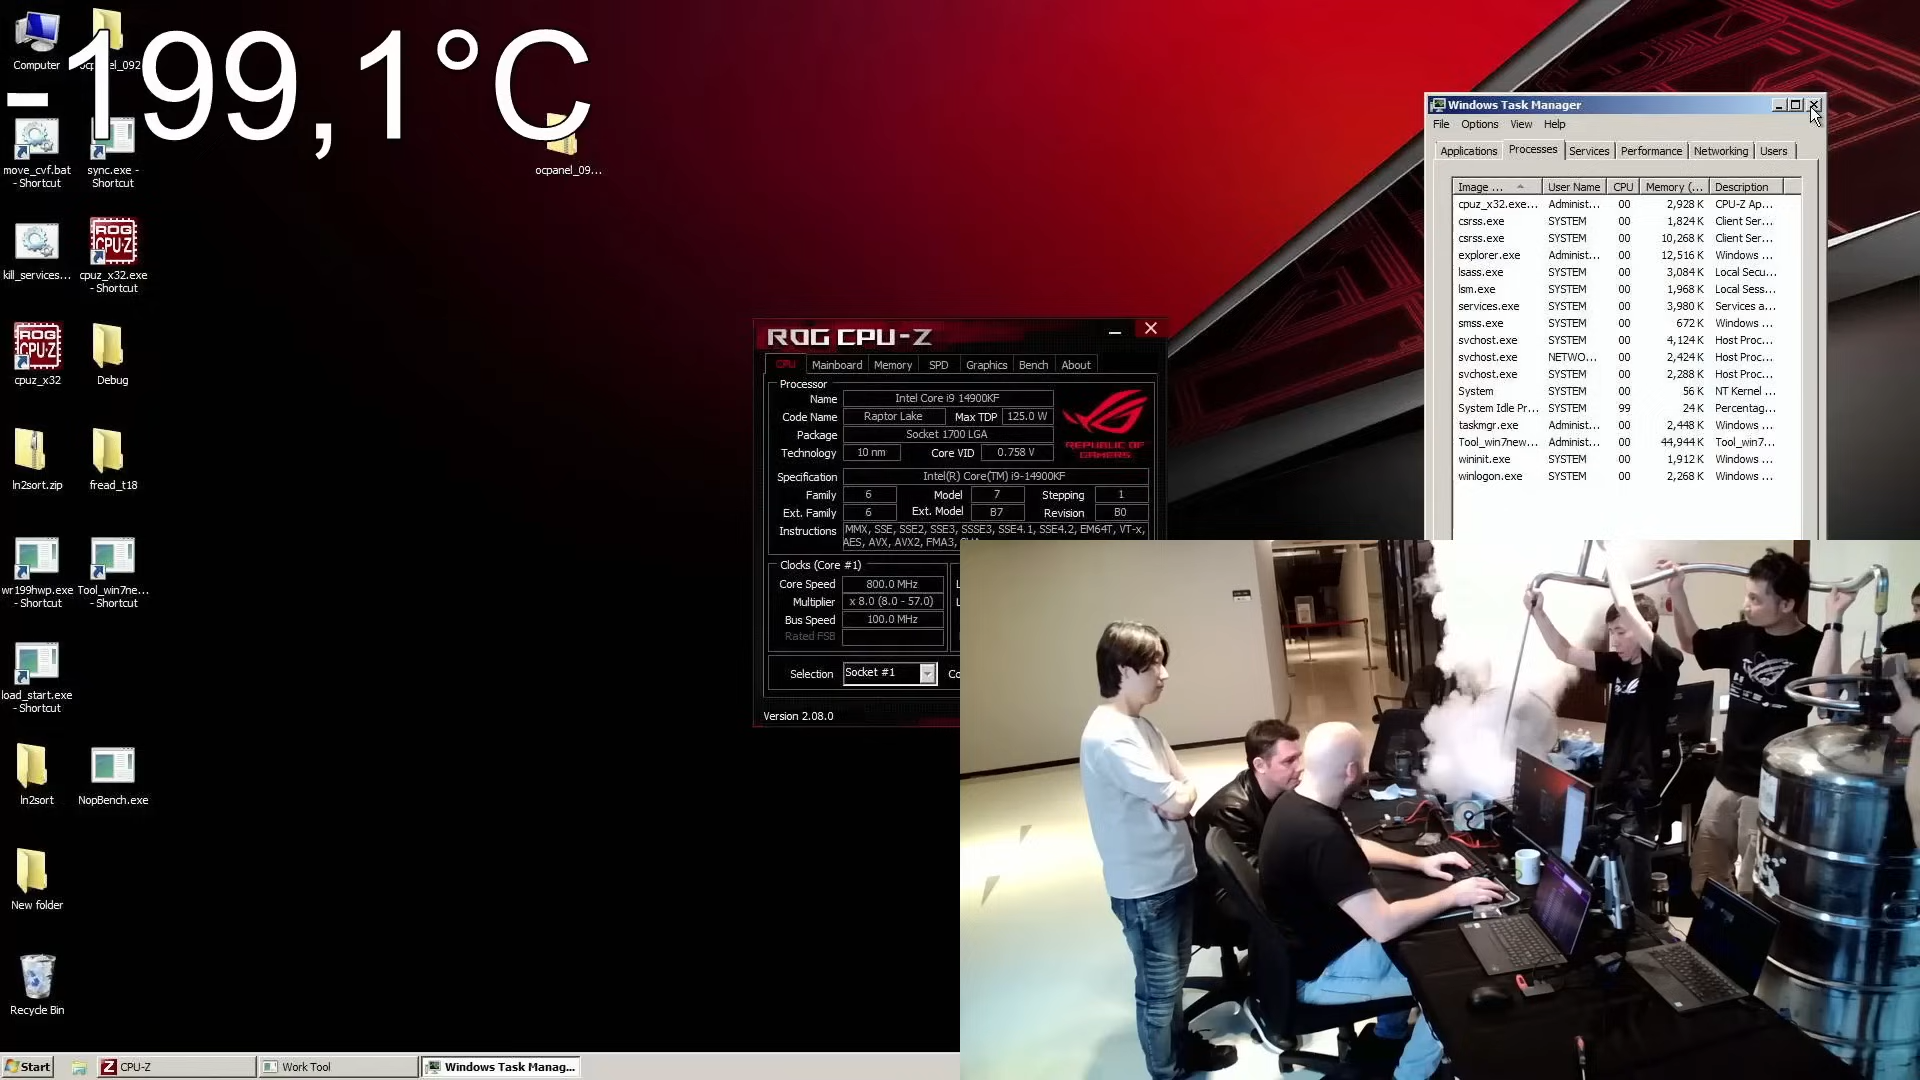 -199,1°C
Computer
ocpanel_092
move_cvf.bat
- Shortcut
sync.exe -
Shortcut
ocpanel_09...
kill_services...
cpuz_x32.exe
- Shortcut
cpuz_x32
Debug
ln2sort.zip
fread_t18
wr199hwp.exe
- Shortcut
Tool_win7ne...
- Shortcut
load_start.exe
- Shortcut
ln2sort
NopBench.exe
New folder
Recycle Bin
ROG CPU-Z
CPU Mainboard Memory SPD Graphics Bench About
Processor
Name Intel Core i9 14900KF
Code Name Raptor Lake Max TDP 125.0 W
Package Socket 1700 LGA
Technology 10 nm Core VID 0.758 V
REPUBLIC OF
GAMERS
Specification Intel(R) Core(TM) i9-14900KF
Family 6 Model 7 Stepping 1
Ext. Family 6 Ext. Model B7 Revision B0
Instructions MMX, SSE, SSE2, SSE3, SSSE3, SSE4.1, SSE4.2, EM64T, VT-x,
AES, AVX, AVX2, FMA3,
Clocks (Core #1)
Core Speed 800.0 MHz
Multiplier x 8.0 (8.0 - 57.0)
Bus Speed 100.0 MHz
Rated FSB
Selection Socket #1 Co
Version 2.08.0
Windows Task Manager
File Options View Help
Applications Processes Services Performance Networking Users
Image ... User Name CPU Memory (... Description
cpuz_x32.exe... Administ... 00 2,928 K CPU-Z Ap...
csrss.exe SYSTEM 00 1,824 K Client Ser...
csrss.exe SYSTEM 00 10,268 K Client Ser...
explorer.exe Administ... 00 12,516 K Windows ...
lsass.exe SYSTEM 00 3,084 K Local Secu...
lsm.exe SYSTEM 00 1,968 K Local Sess...
services.exe SYSTEM 00 3,980 K Services a...
smss.exe SYSTEM 00 672 K Windows ...
svchost.exe SYSTEM 00 4,124 K Host Proc...
svchost.exe NETWO... 00 2,424 K Host Proc...
svchost.exe SYSTEM 00 2,288 K Host Proc...
System SYSTEM 00 56 K NT Kernel ...
System Idle Pr... SYSTEM 99 24 K Percentag...
taskmgr.exe Administ... 00 2,448 K Windows ...
Tool_win7new... Administ... 00 44,944 K Tool_win7...
wininit.exe SYSTEM 00 1,912 K Windows ...
winlogon.exe SYSTEM 00 2,268 K Windows ...
Start CPU-Z Work Tool Windows Task Manag...